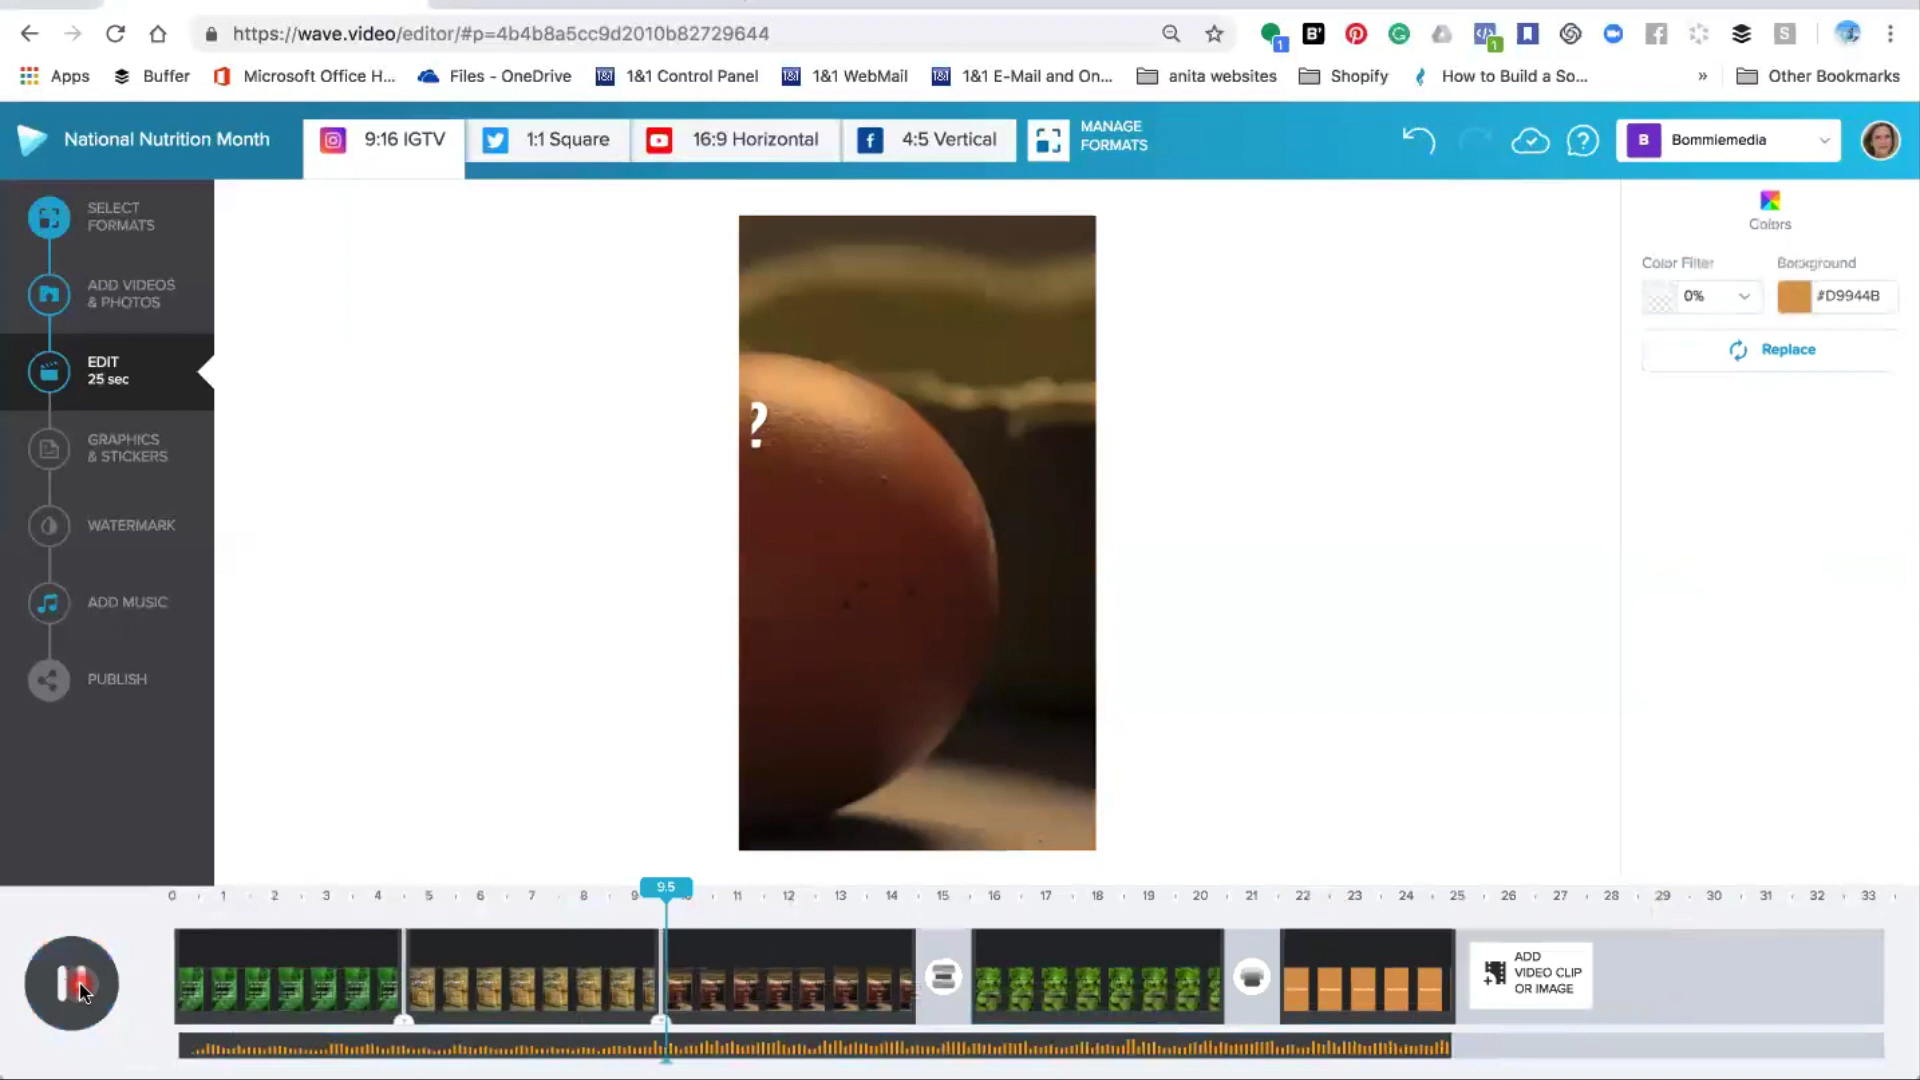 https://wave.video/editor/#p=4b4b8a5cc9d2010b82729644
Apps
Buffer
Microsoft Office H...
Files - OneDrive
1&1 Control Panel
1&1 WebMail
1&1 E-Mail and On...
anita websites
Shopify
How to Build a So...
»
Other Bookmarks
National Nutrition Month
9:16 IGTV
1:1 Square
16:9 Horizontal
4:5 Vertical
MANAGE
FORMATS
B
Bommiemedia
SELECT
FORMATS
ADD VIDEOS
& PHOTOS
EDIT
25 sec
GRAPHICS
& STICKERS
WATERMARK
ADD MUSIC
PUBLISH
?
Colors
Color Filter
Background
0%
#D9944B
Replace
9.5
0 1 2 3 4 5 6 7 8 9 11 12 13 14 15 16 17 18 19 20 21 22 23 24 25 26 27 28 29 30 31 32 33
ADD
VIDEO CLIP
OR IMAGE